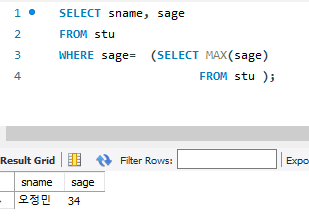 1 SELECT sname, sage
2 FROM stu
3 WHERE sage= (SELECT MAX(sage)
4 FROM stu );
Result Grid Filter Rows: Expo
sname sage
오정민 34